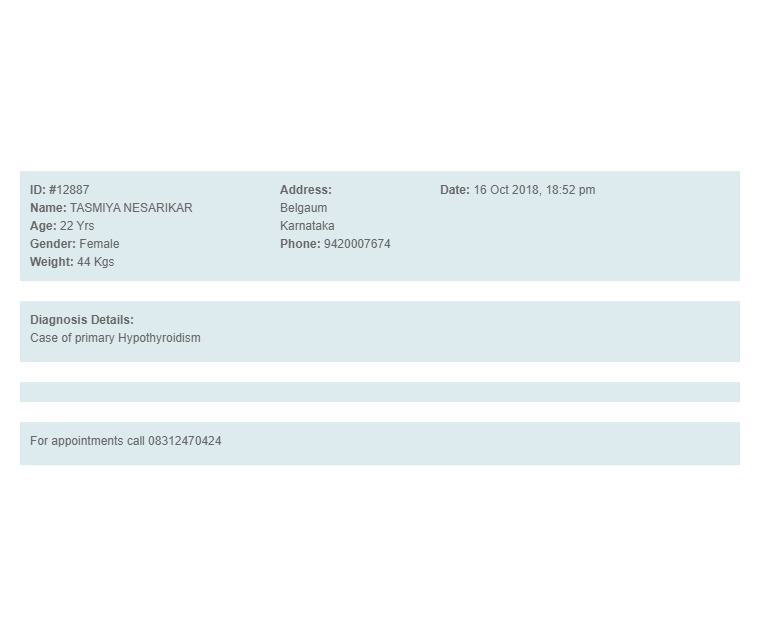 ID: #12887
Name: TASMIYA NESARIKAR
Age: 22 Yrs
Gender: Female
Weight: 44 Kgs
Address:
Belgaum
Karnataka
Phone: 9420007674
Date: 16 Oct 2018, 18:52 pm
Diagnosis Details:
Case of primary Hypothyroidism
For appointments call 08312470424